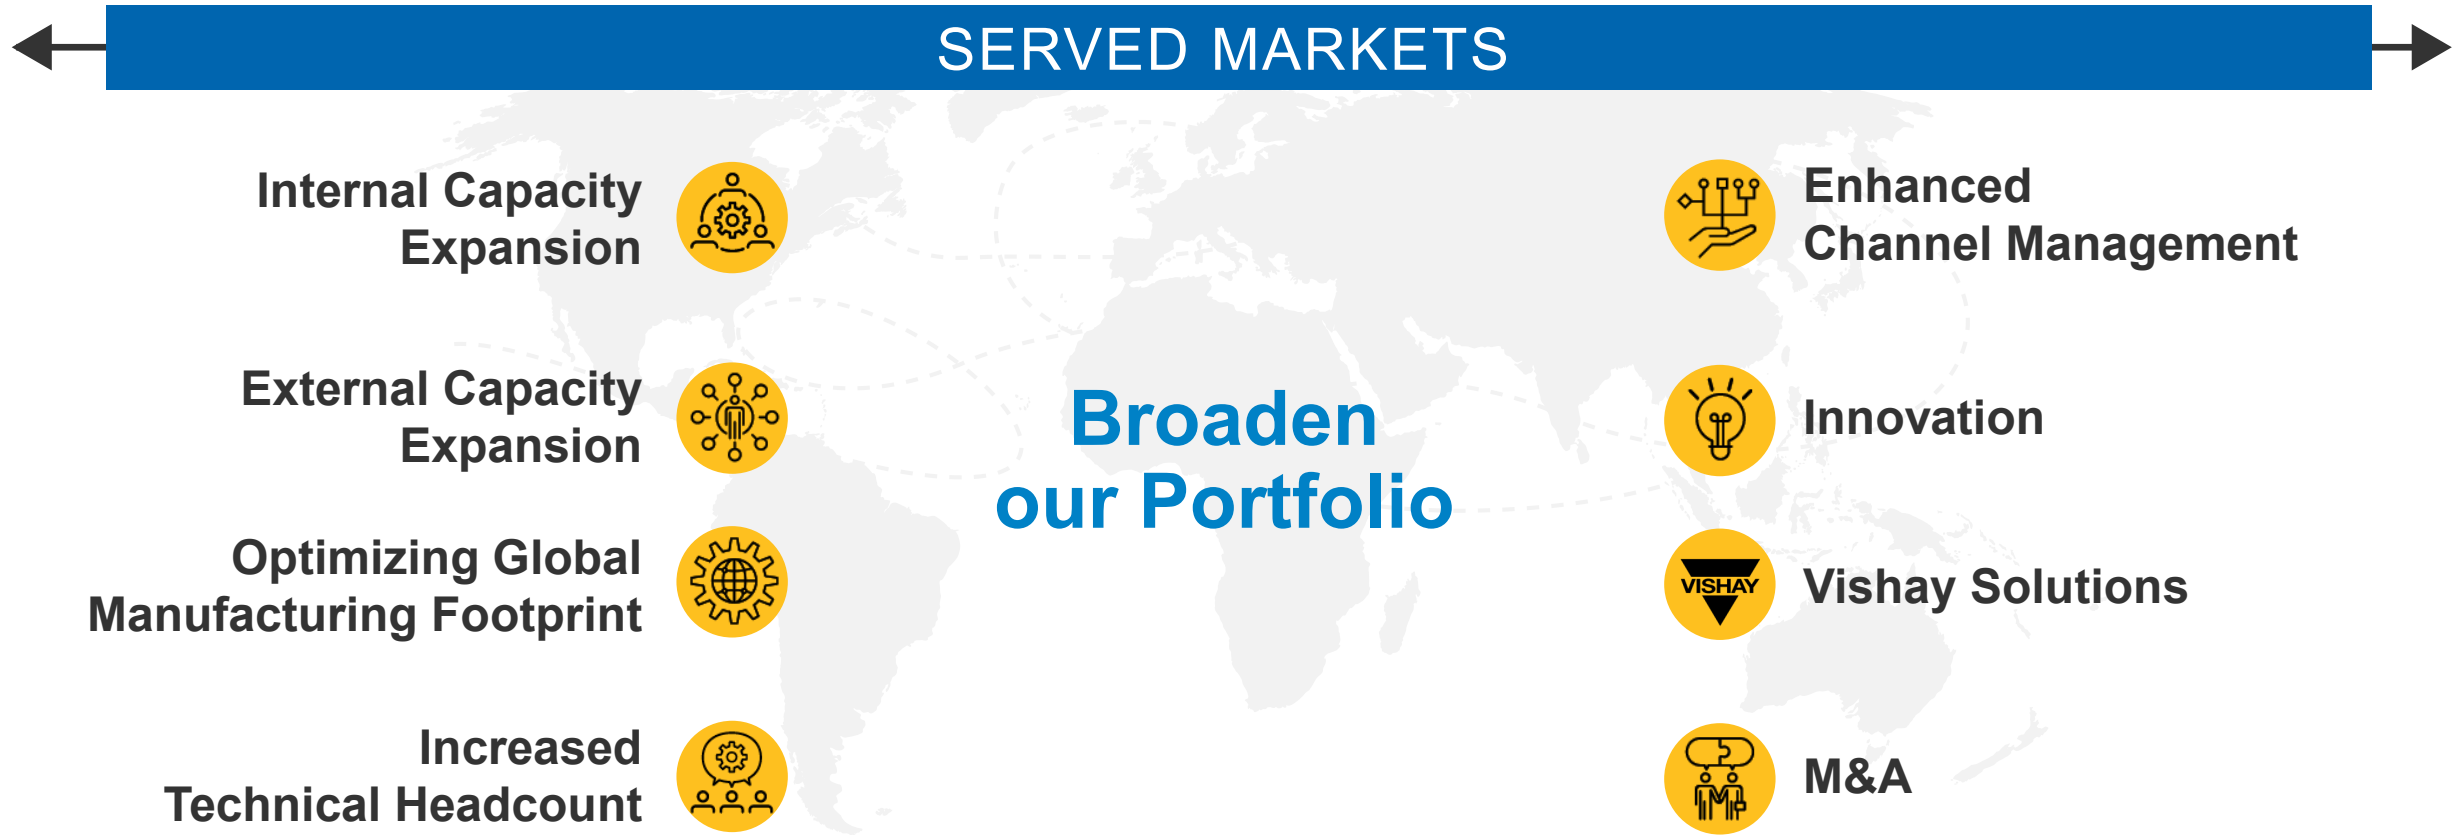 SERVED MARKETS
Internal Capacity
Expansion
External Capacity
Expansion
Optimizing Global
Manufacturing Footprint
Increased
Technical Headcount
Broaden
our Portfolio
Enhanced
Channel Management
Innovation
VISHAY
Vishay Solutions
M&A